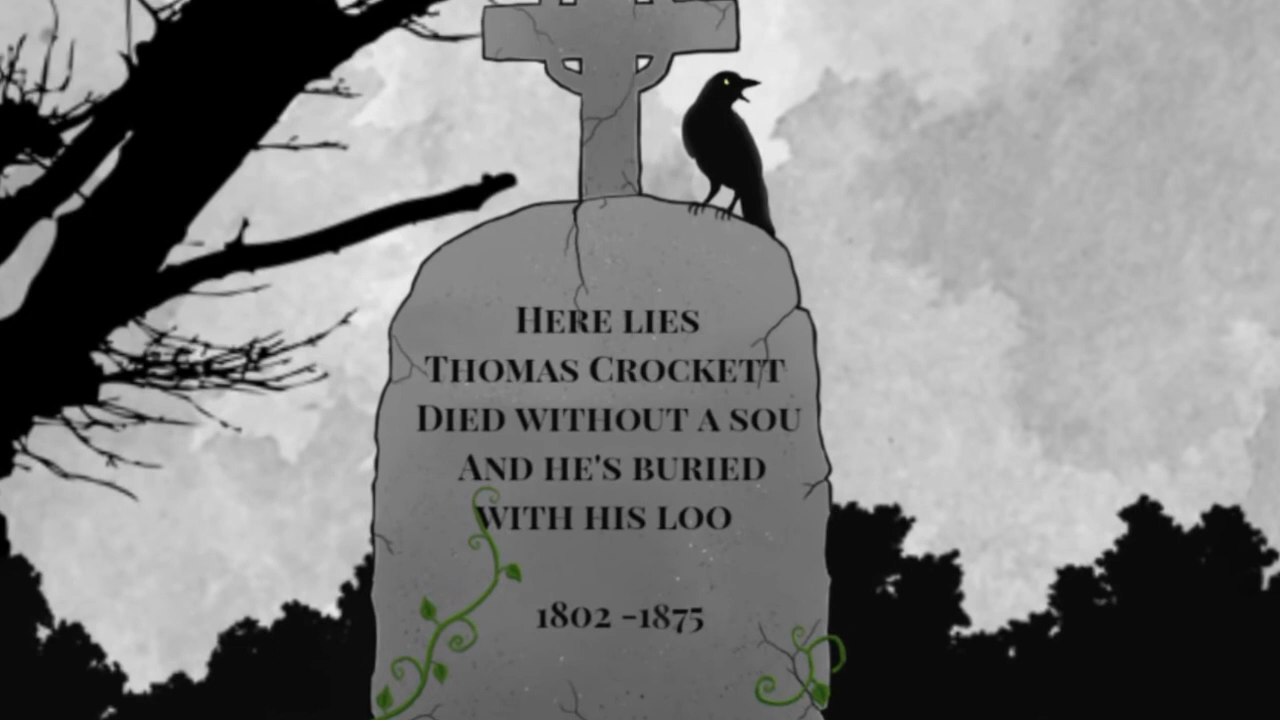 Here lies
Thomas Crockett
Died without a sou
And he's buried
with his loo
1802 -1875